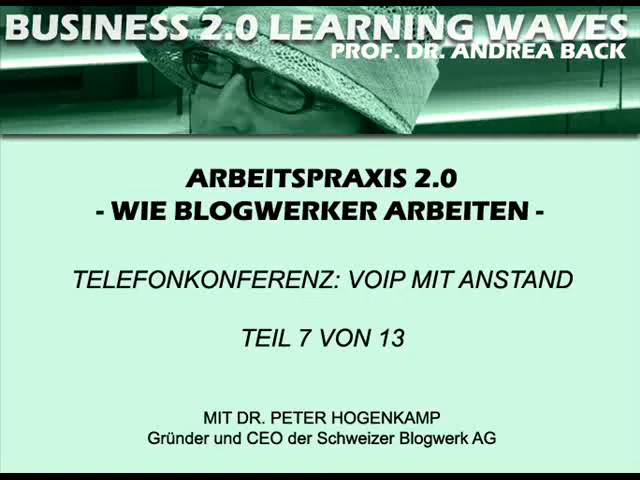 BUSINESS 2.0 LEARNING WAVES
PROF. DR. ANDREA BACK
ARBEITSPRAXIS 2.0
- WIE BLOGWERKER ARBEITEN -
TELEFONKONFERENZ: VOIP MIT ANSTAND
TEIL 7 VON 13
MIT DR. PETER HOGENKAMP
Gründer und CEO der Schweizer Blogwerk AG